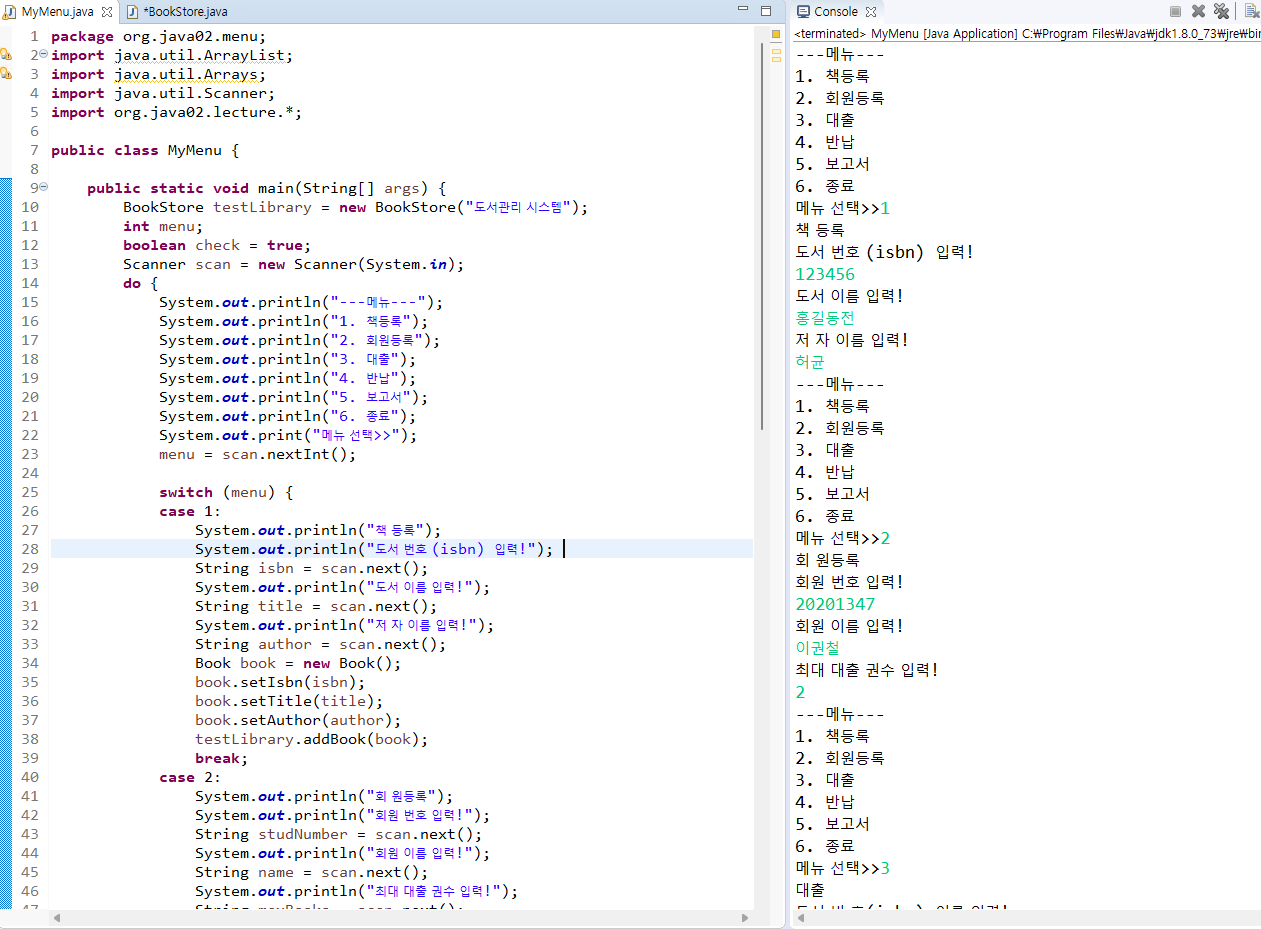 MyMenu.java
*BookStore.java
1 package org.java02.menu;
2 import java.util.ArrayList;
3 import java.util.Arrays;
4 import java.util.Scanner;
5 import org.java02.lecture.*;
6
7 public class MyMenu {
8
9 public static void main(String[] args) {
10 BookStore testLibrary = new BookStore("도서관리 시스템");
11 int menu;
12 boolean check = true;
13 Scanner scan = new Scanner(System.in);
14 do {
15 System.out.println("---메뉴---");
16 System.out.println("1. 책등록");
17 System.out.println("2. 회원등록");
18 System.out.println("3. 대출");
19 System.out.println("4. 반납");
20 System.out.println("5. 보고서");
21 System.out.println("6. 종료");
22 System.out.print("메뉴 선택>>");
23 menu = scan.nextInt();
24
25 switch (menu) {
26 case 1:
27 System.out.println("책 등록");
28 System.out.println("도서 번호(isbn) 입력!");
29 String isbn = scan.next();
30 System.out.println("도서 이름 입력!");
31 String title = scan.next();
32 System.out.println("저 자 이름 입력!");
33 String author = scan.next();
34 Book book = new Book();
35 book.setIsbn(isbn);
36 book.setTitle(title);
37 book.setAuthor(author);
38 testLibrary.addBook(book);
39 break;
40 case 2:
41 System.out.println("회 원등록");
42 System.out.println("회원 번호 입력!");
43 String studNumber = scan.next();
44 System.out.println("회원 이름 입력!");
45 String name = scan.next();
46 System.out.println("최대 대출 권수 입력!");
47 String maxBooks = scan.next();
Console
<terminated> MyMenu [Java Application] C:₩Program Files₩Java₩jdk1.8.0_73₩jre₩bin
---메뉴---
1. 책등록
2. 회원등록
3. 대출
4. 반납
5. 보고서
6. 종료
메뉴 선택>>1
책 등록
도서 번호(isbn) 입력!
123456
도서 이름 입력!
홍길동전
저 자 이름 입력!
허균
---메뉴---
1. 책등록
2. 회원등록
3. 대출
4. 반납
5. 보고서
6. 종료
메뉴 선택>>2
회 원등록
회원 번호 입력!
20201347
회원 이름 입력!
이권철
최대 대출 권수 입력!
2
---메뉴---
1. 책등록
2. 회원등록
3. 대출
4. 반납
5. 보고서
6. 종료
메뉴 선택>>3
대출